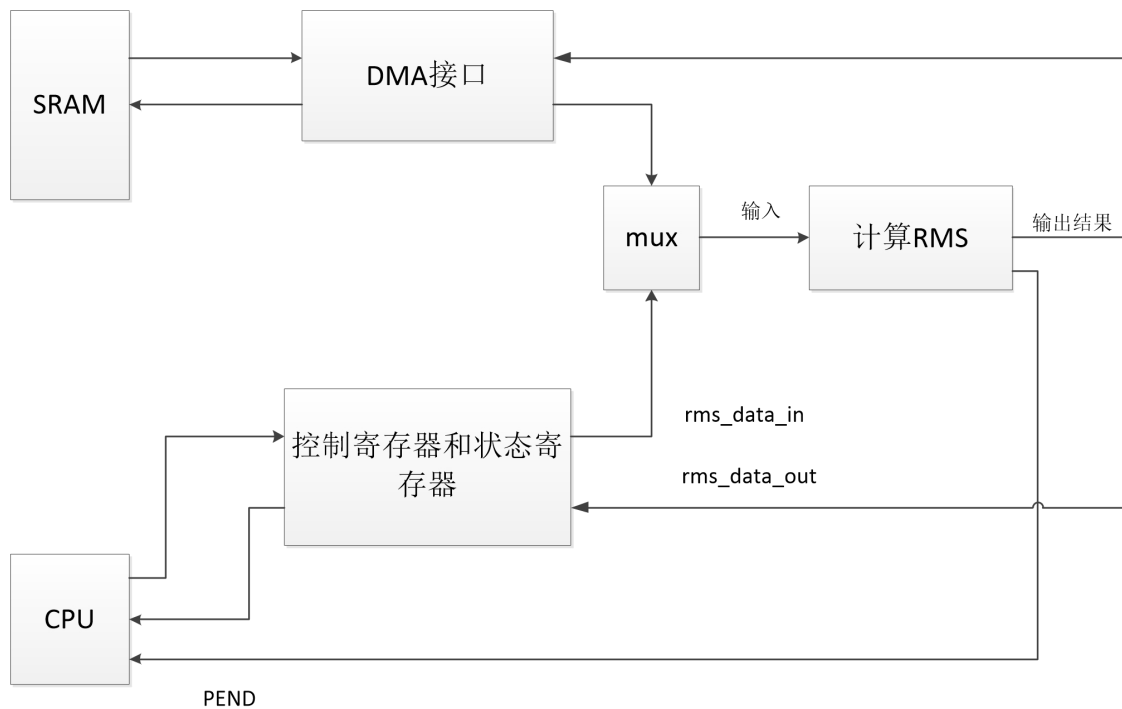 SRAM
DMA接口
mux
输入
计算RMS
输出结果
rms_data_in
控制寄存器和状态寄
存器
rms_data_out
CPU
PEND